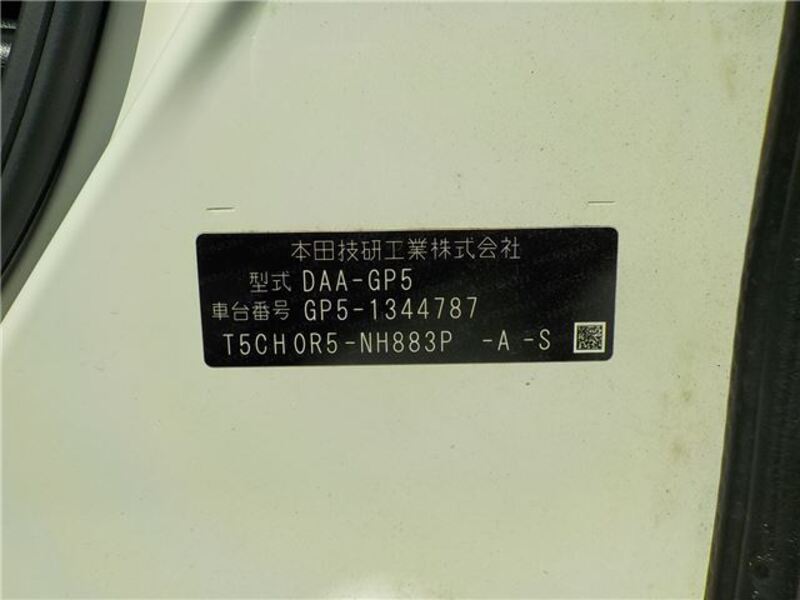 本田技研工業株式会社
型式 DAA-GP5
車台番号 GP5-1344787
T5CH0R5-NH883P -A -S